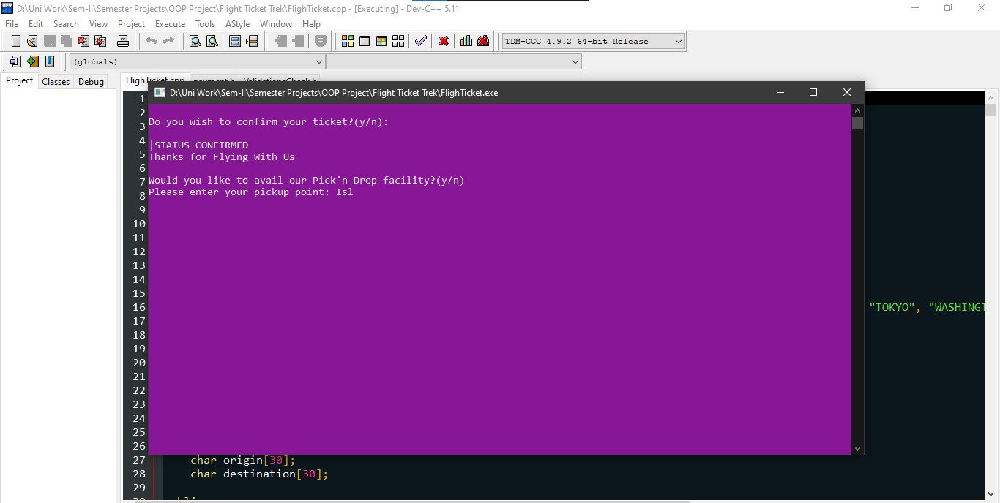 D:\Uni Work\Sem-II\Semester Projects\OOP Project\Flight Ticket Trek\FlighTicket.cpp - [Executing] - Dev-C++ 5.11
File Edit Search View Project Execute Tools AStyle Window Help
TDM-GCC 4.9.2 64-bit Release
(globals)
Project Classes Debug FlighTicket.cpp payment.h ValidationsCheck.h
D:\Uni Work\Sem-II\Semester Projects\OOP Project\Flight Ticket Trek\FlighTicket.exe
1
2
3 Do you wish to confirm your ticket?(y/n):
4 |STATUS CONFIRMED
5 Thanks for Flying With Us
6
7 Would you like to avail our Pick'n Drop facility?(y/n)
8 Please enter your pickup point: Isl
9
10
11
12
13
14
15
16 "TOKYO", "WASHINGT
17
18
19
20
21
22
23
24
25
26
27 char origin[30];
28 char destination[30];
29
30